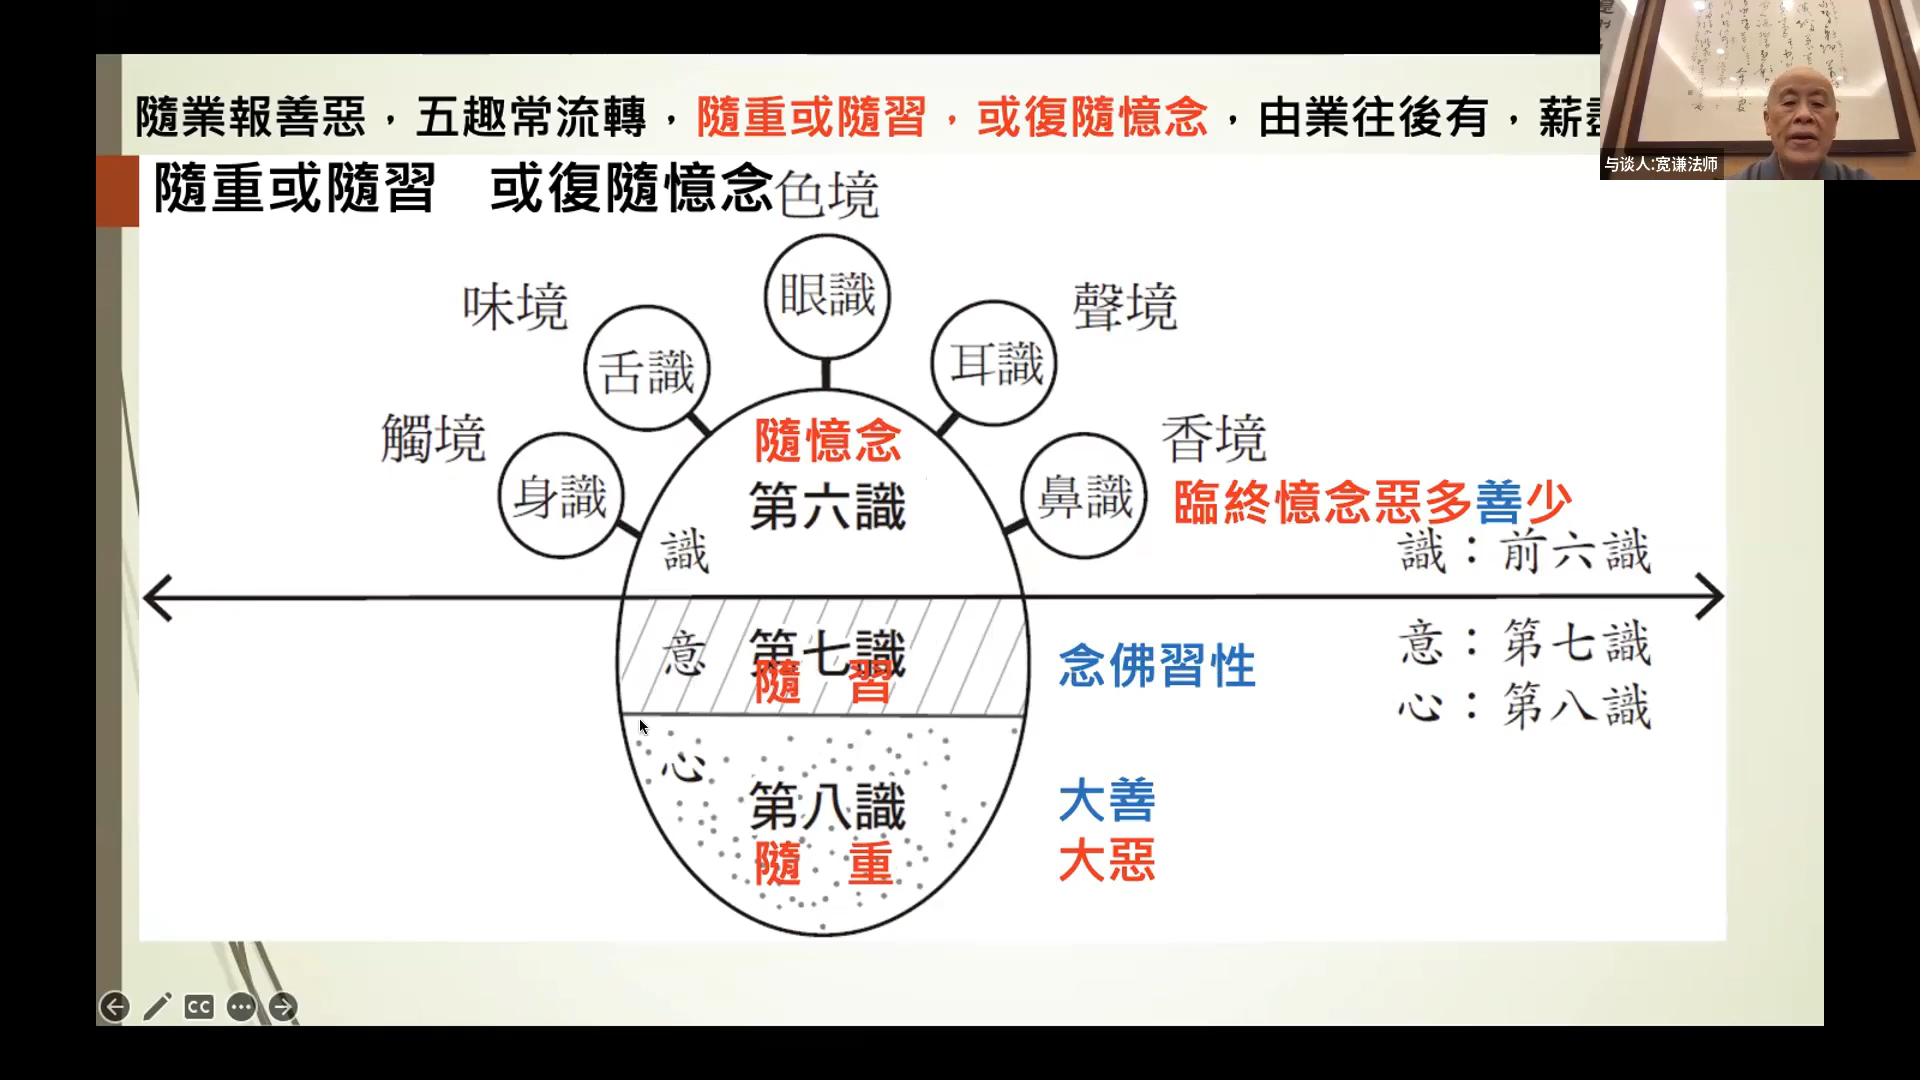 隨業報善惡，五趣常流轉，隨重或隨習，或復隨憶念，由業往後有，薪
与谈人:宽谦法师
隨重或隨習 或復隨憶念
色境
味境
眼識
聲境
舌識
耳識
觸境
隨憶念
香境
身識
第六識
鼻識
臨終憶念惡多善少
識
識：前六識
意
第七識
隨 習
念佛習性
意：第七識
心：第八識
心
第八識
隨 重
大善
大惡
CC